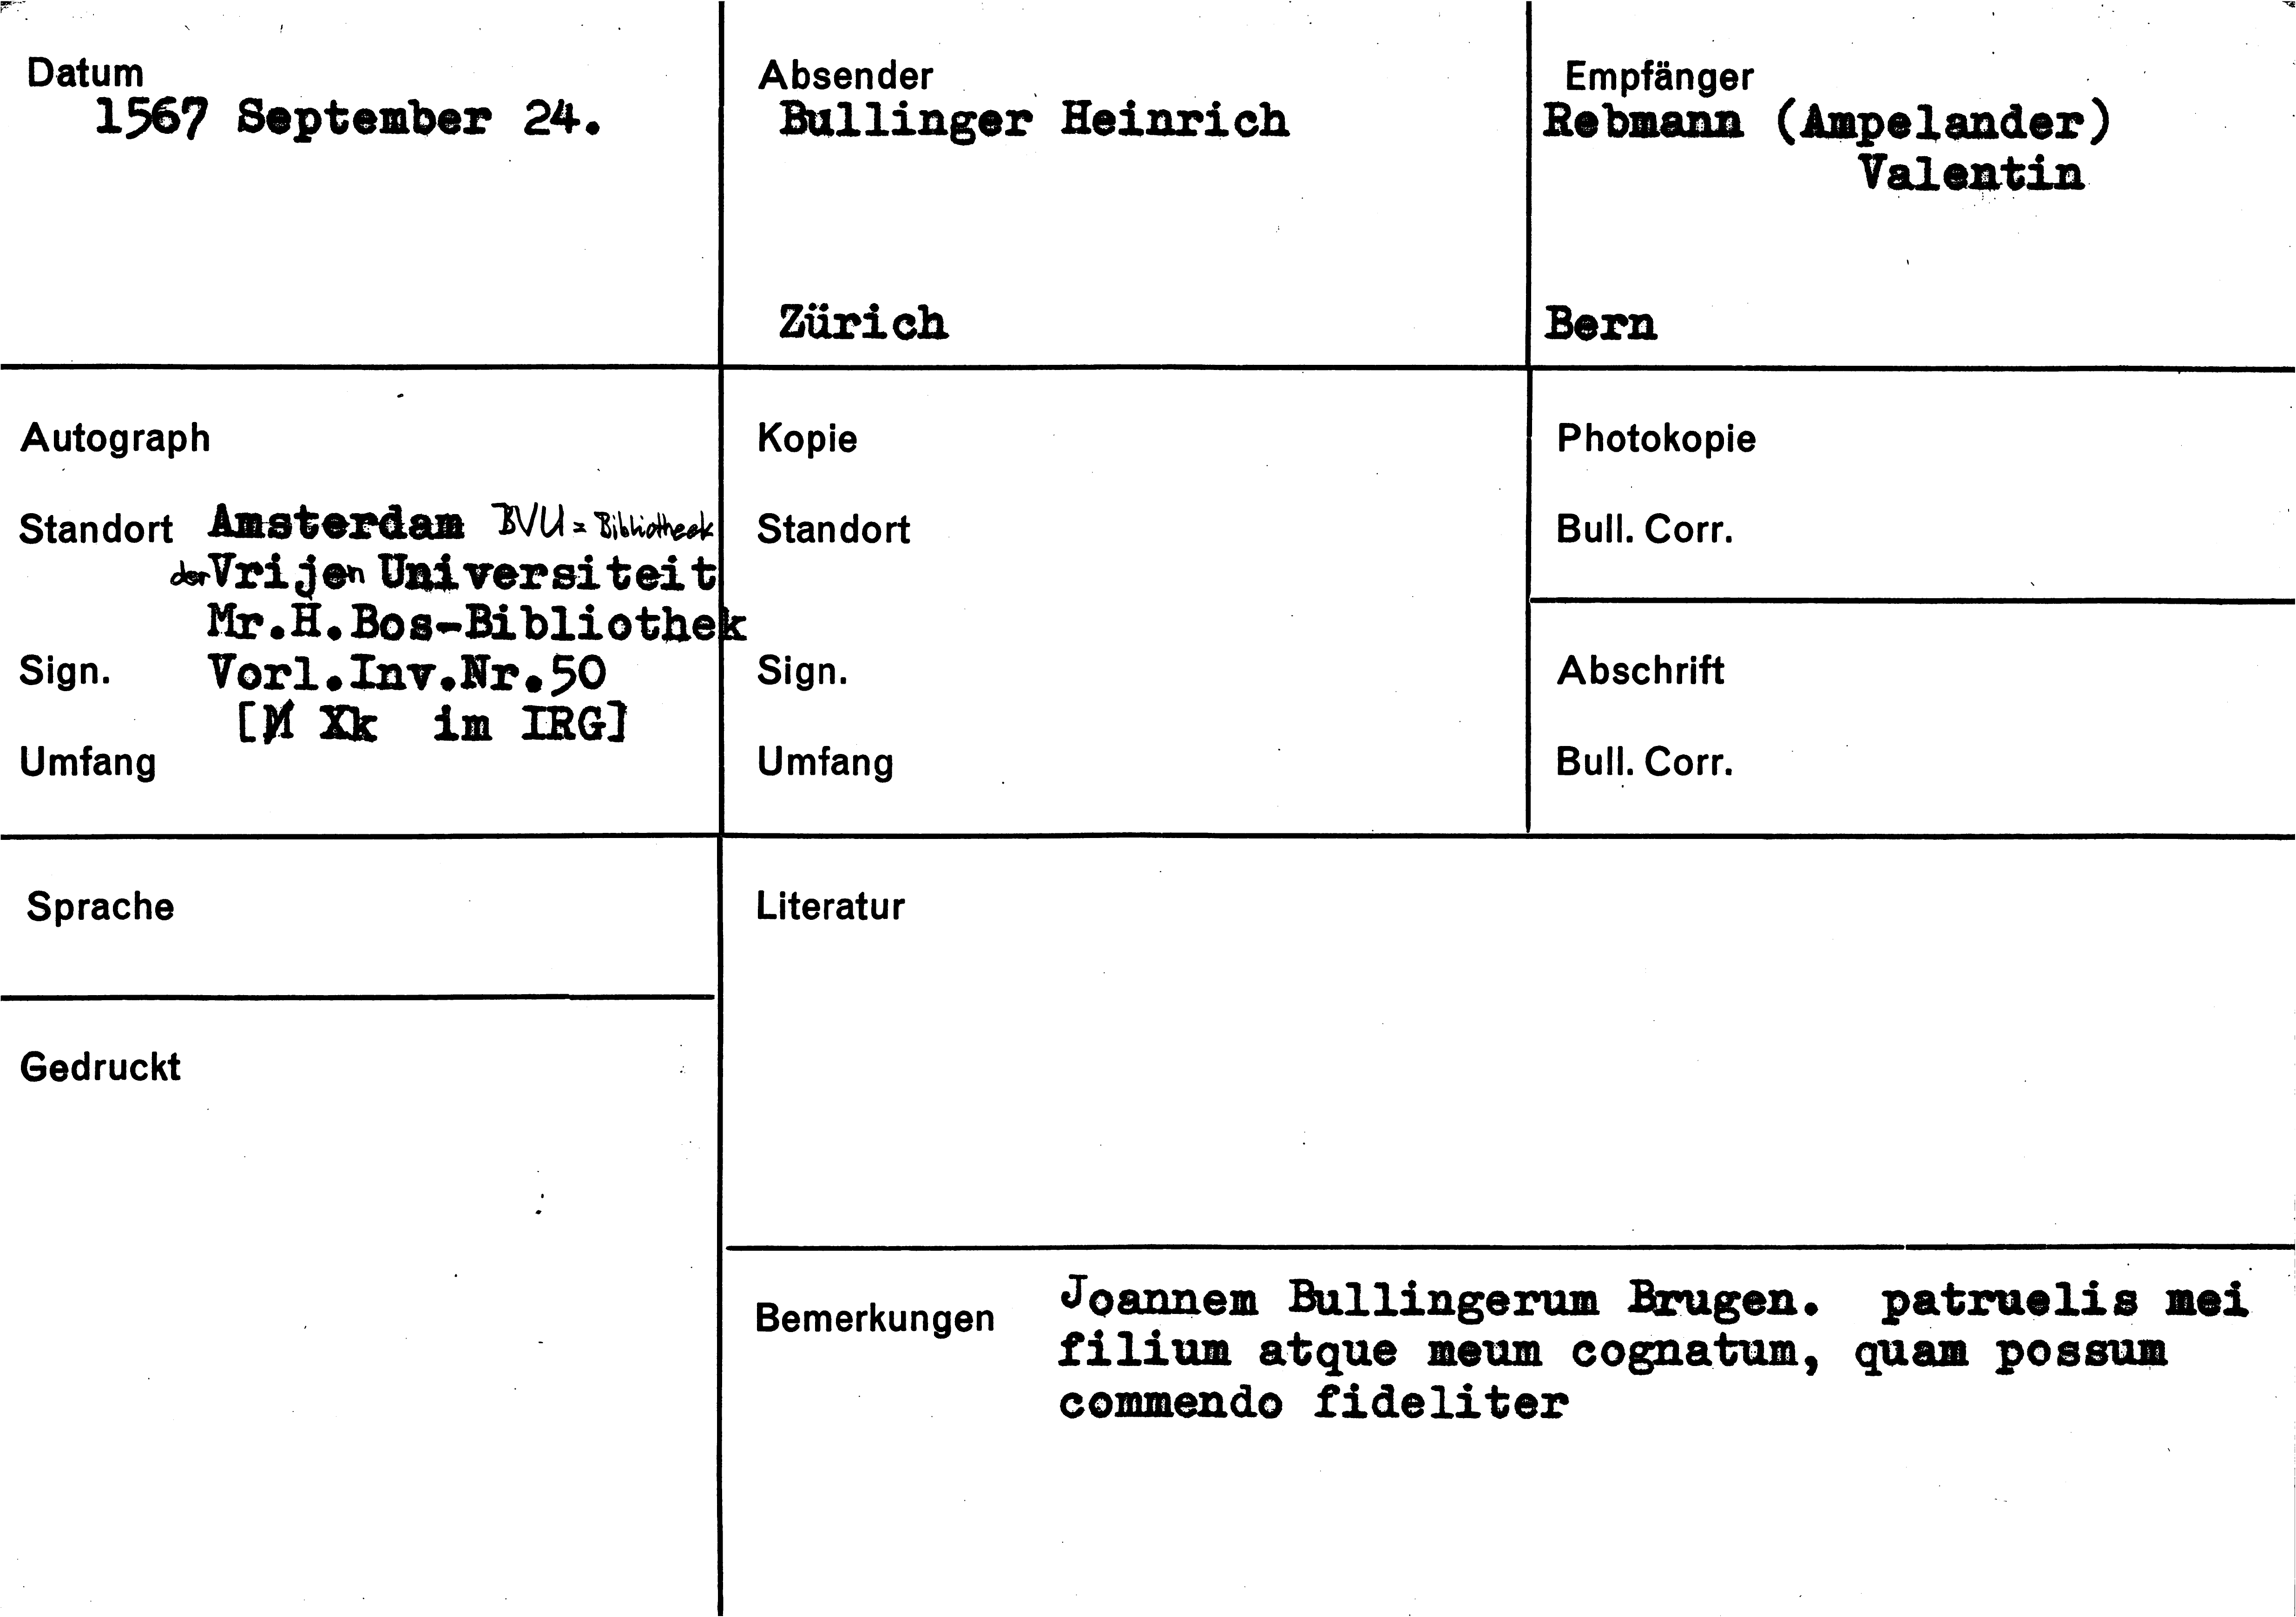 Datum
1567 September 24.
Absender
Bullinger Heinrich
Zürich
Empfänger
Rebmann (Ampelander)
Valentin
Bern
Autograph
Standort Amsterdam BVU = Bibliotheek
der Vrijen Universiteit
Mr.H.Bos-Bibliothek
Sign. Vorl.Inv.Nr.50
[M Xk im IRG]
Umfang
Kopie
Standort
Sign.
Umfang
Photokopie
Bull. Corr.
Abschrift
Bull. Corr.
Sprache
Gedruckt
Literatur
Bemerkungen Joannem Bullingerum Brugen. patruelis mei
filium atque meum cognatum, quam possum
commendo fideliter